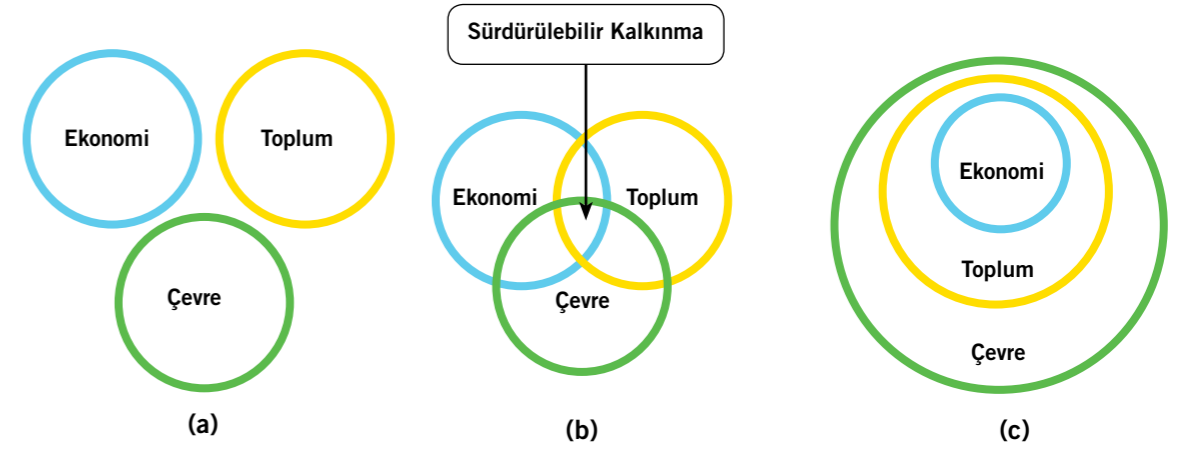 Ekonomi
Toplum
Çevre
(a)
Sürdürülebilir Kalkınma
Ekonomi
Toplum
Çevre
(b)
Ekonomi
Toplum
Çevre
(c)